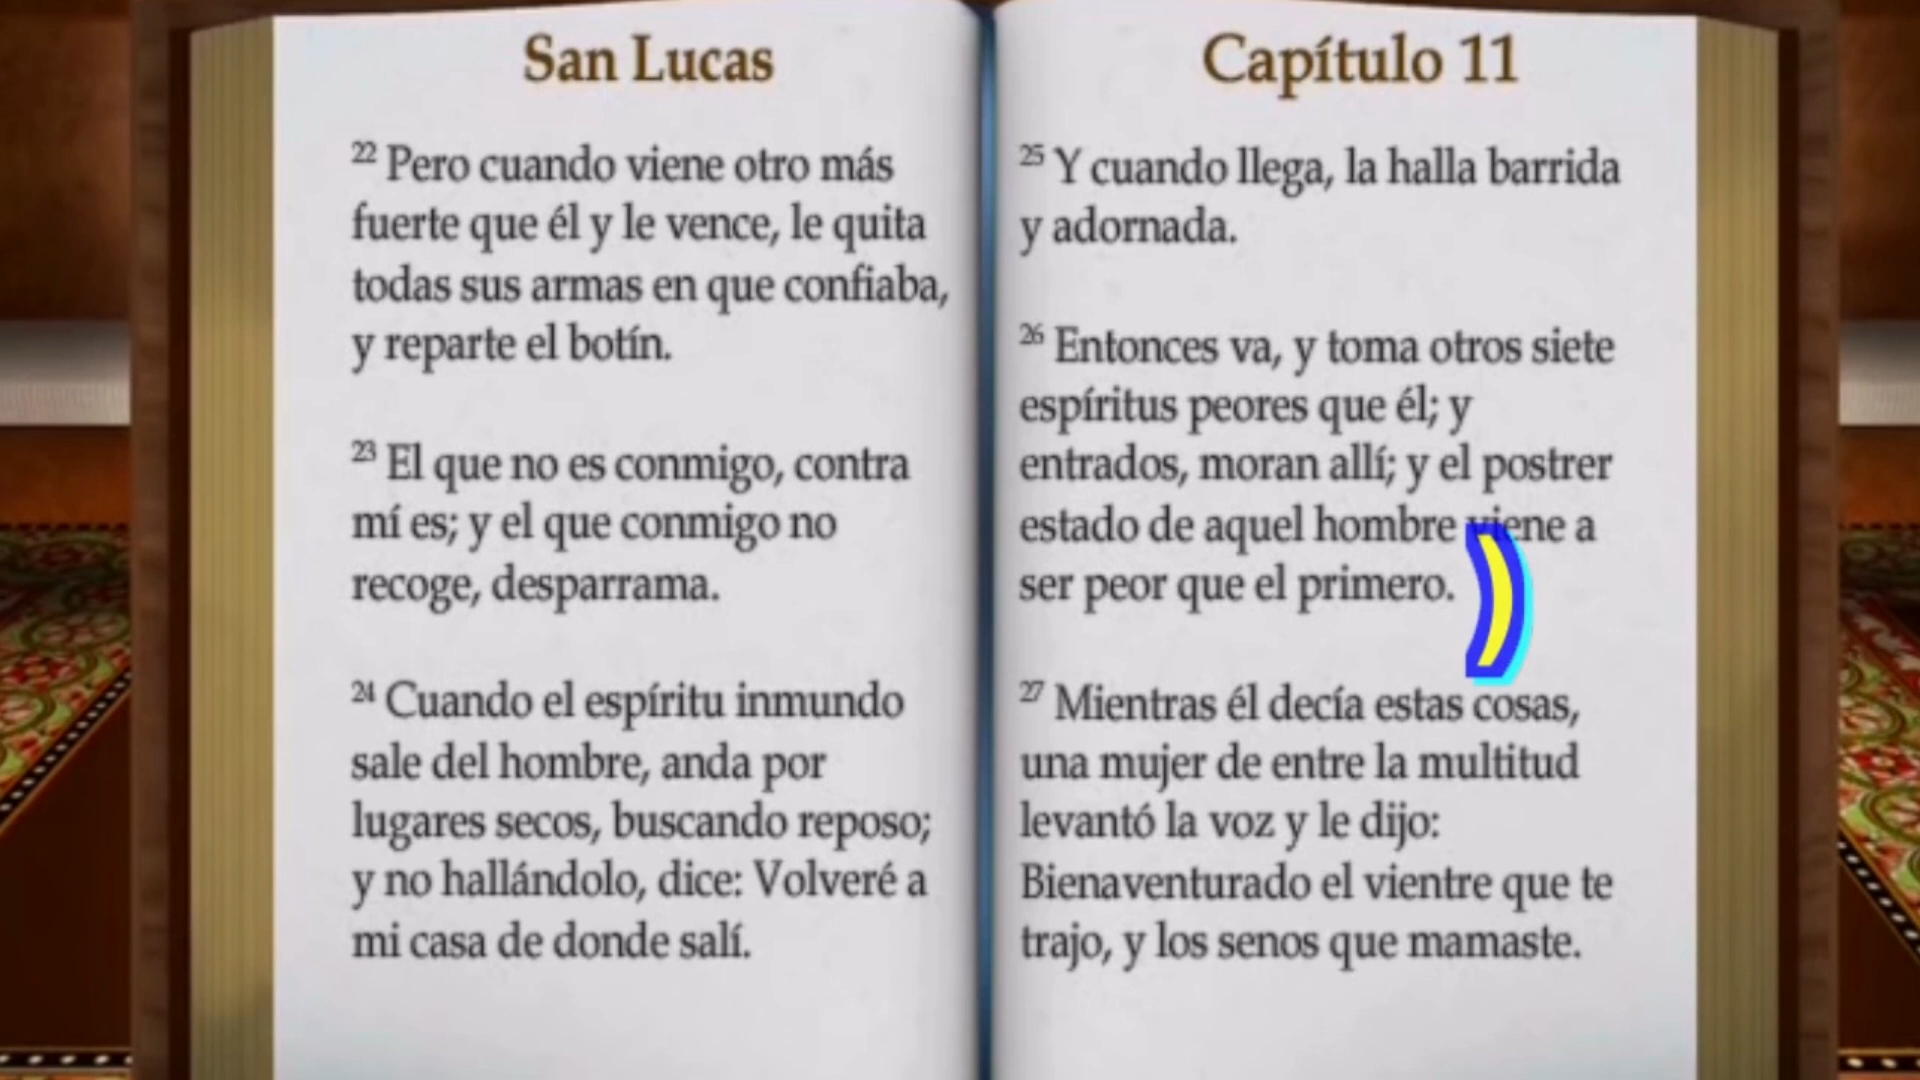 San Lucas
22 Pero cuando viene otro más
fuerte que él y le vence, le quita
todas sus armas en que confiaba,
y reparte el botín.
23 El que no es conmigo, contra
mí es; y el que conmigo no
recoge, desparrama.
24 Cuando el espíritu inmundo
sale del hombre, anda por
lugares secos, buscando reposo;
y no hallándolo, dice: Volveré a
mi casa de donde salí.
Capítulo 11
25 Y cuando llega, la halla barrida
y adornada.
26 Entonces va, y toma otros siete
espíritus peores que él; y
entrados, moran allí; y el postrer
estado de aquel hombre viene a
ser peor que el primero.
)
27 Mientras él decía estas cosas,
una mujer de entre la multitud
levantó la voz y le dijo:
Bienaventurado el vientre que te
trajo, y los senos que mamaste.